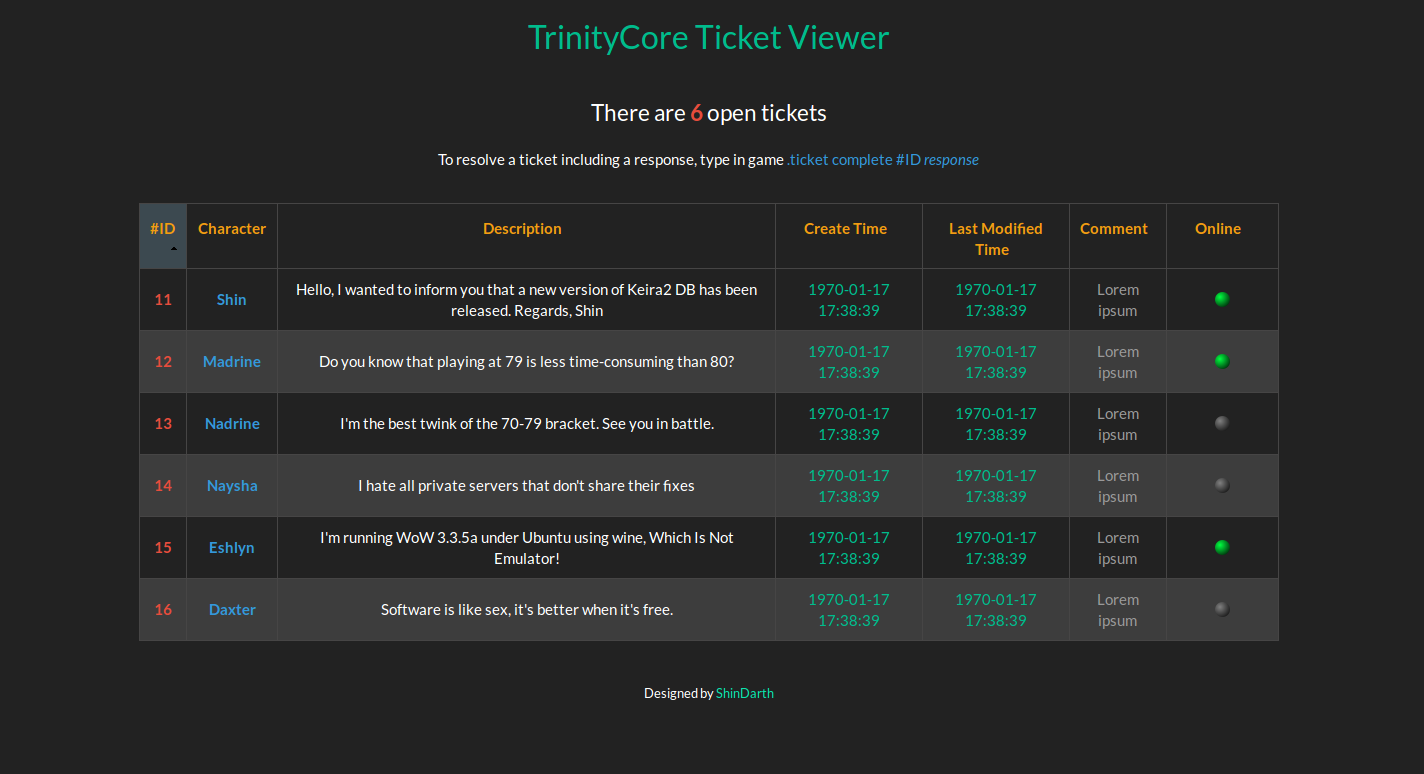 TrinityCore Ticket Viewer
There are 6 open tickets
To resolve a ticket including a response, type in game .ticket complete #ID response
#ID Character Description Create Time Last Modified Time Comment Online
11 Shin Hello, I wanted to inform you that a new version of Keira2 DB has been released. Regards, Shin 1970-01-17 17:38:39 1970-01-17 17:38:39 Lorem ipsum
12 Madrine Do you know that playing at 79 is less time-consuming than 80? 1970-01-17 17:38:39 1970-01-17 17:38:39 Lorem ipsum
13 Nadrine I'm the best twink of the 70-79 bracket. See you in battle. 1970-01-17 17:38:39 1970-01-17 17:38:39 Lorem ipsum
14 Naysha I hate all private servers that don't share their fixes 1970-01-17 17:38:39 1970-01-17 17:38:39 Lorem ipsum
15 Eshlyn I'm running WoW 3.3.5a under Ubuntu using wine, Which Is Not Emulator! 1970-01-17 17:38:39 1970-01-17 17:38:39 Lorem ipsum
16 Daxter Software is like sex, it's better when it's free. 1970-01-17 17:38:39 1970-01-17 17:38:39 Lorem ipsum
Designed by ShinDarth